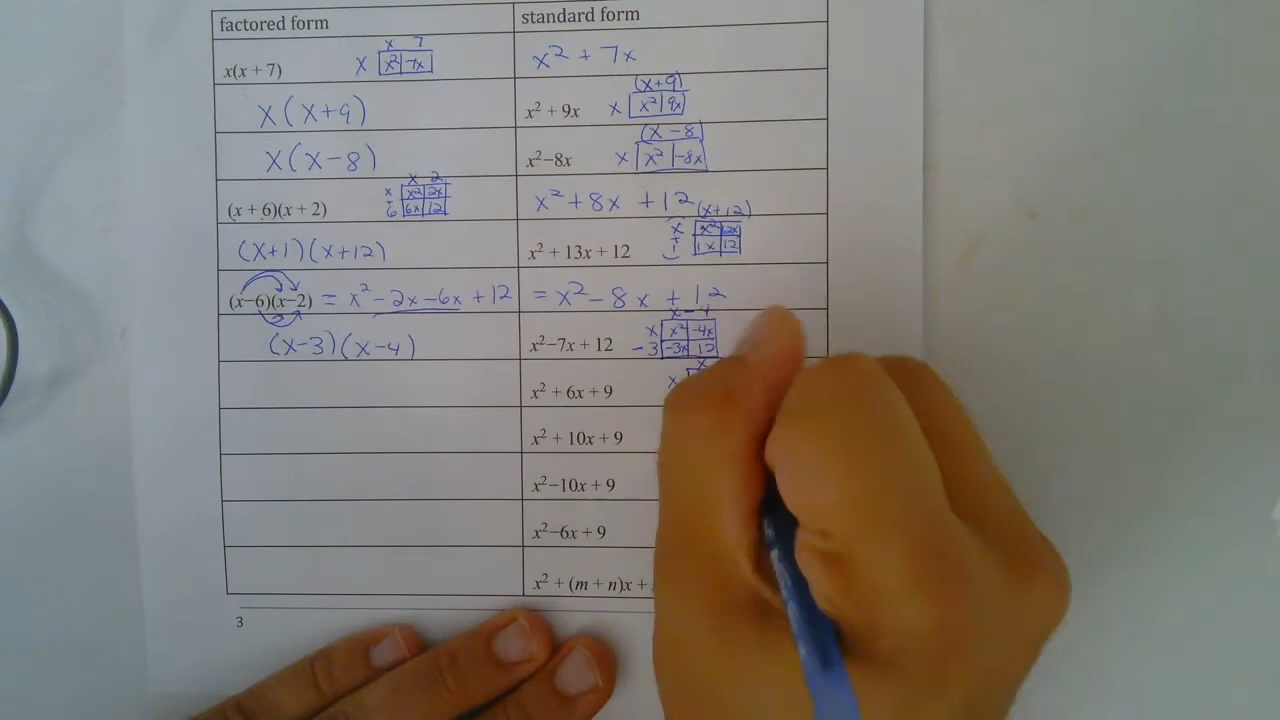 factored form standard form
x(x + 7) x x 7 x² 7x x² + 7x
x(x+9) x² + 9x x (x+9) x² 9x
x(x-8) x²−8x x (x-8) x² -8x
(x + 6)(x + 2) x + 6 x 2 x² 2x 6x 12 x²+8x+12
(x+1)(x+12) x² + 13x + 12 x + 1 (x+12) x² 12x 1x 12
(x−6)(x−2) = x²-2x-6x+12 = x²-8x+12
(x-3)(x-4) x²−7x + 12 x -3 x-4 x² -4x -3x 12
x² + 6x + 9 x x
x² + 10x + 9
x²−10x + 9
x²−6x + 9
x² + (m + n)x +
3